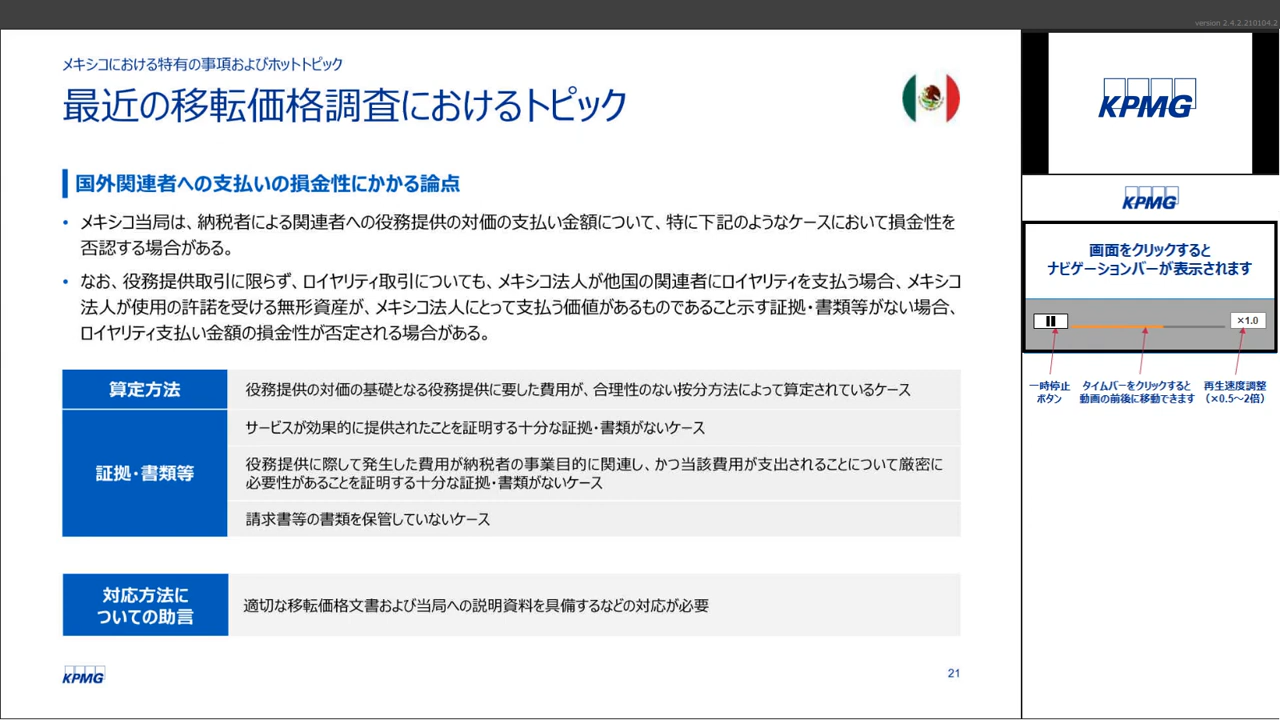 version 2.4.2.210104.2
メキシコにおける特有の事項およびホットトピック
最近の移転価格調査におけるトピック
国外関連者への支払いの損金性にかかる論点
• メキシコ当局は、納税者による関連者への役務提供の対価の支払い金額について、特に下記のようなケースにおいて損金性を
否認する場合がある。
• なお、役務提供取引に限らず、ロイヤリティ取引についても、メキシコ法人が他国の関連者にロイヤリティを支払う場合、メキシコ
法人が使用の許諾を受ける無形資産が、メキシコ法人にとって支払う価値があるものであること示す証拠・書類等がない場合、
ロイヤリティ支払い金額の損金性が否定される場合がある。
算定方法
役務提供の対価の基礎となる役務提供に要した費用が、合理性のない按分方法によって算定されているケース
証拠・書類等
サービスが効果的に提供されたことを証明する十分な証拠・書類がないケース
役務提供に際して発生した費用が納税者の事業目的に関連し、かつ当該費用が支出されることについて厳密に
必要性があることを証明する十分な証拠・書類がないケース
請求書等の書類を保管していないケース
対応方法に
ついての助言
適切な移転価格文書および当局への説明資料を具備するなどの対応が必要
KPMG
21
KPMG
KPMG
画面をクリックすると
ナビゲーションバーが表示されます
×1.0
一時停止
ボタン
タイムバーをクリックすると
動画の前後に移動できます
再生速度調整
（×0.5～2倍）